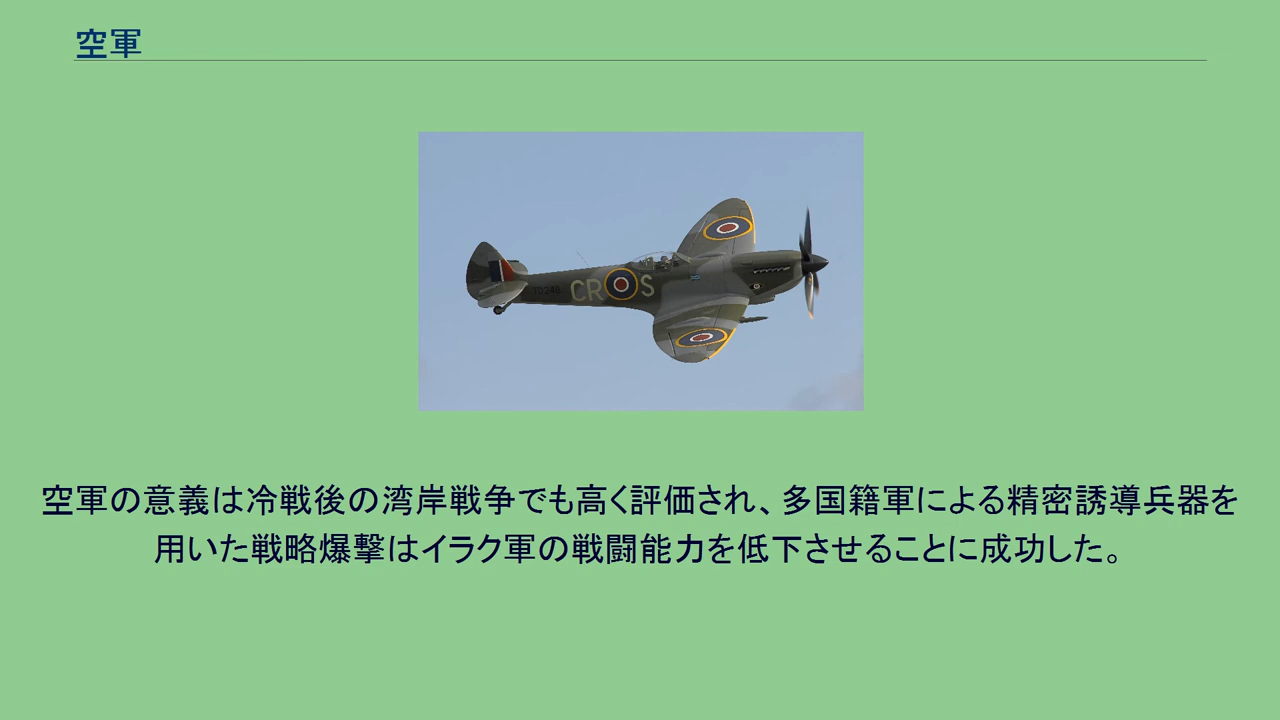 空軍
CR S
TD248
空軍の意義は冷戦後の湾岸戦争でも高く評価され、多国籍軍による精密誘導兵器を
用いた戦略爆撃はイラク軍の戦闘能力を低下させることに成功した。